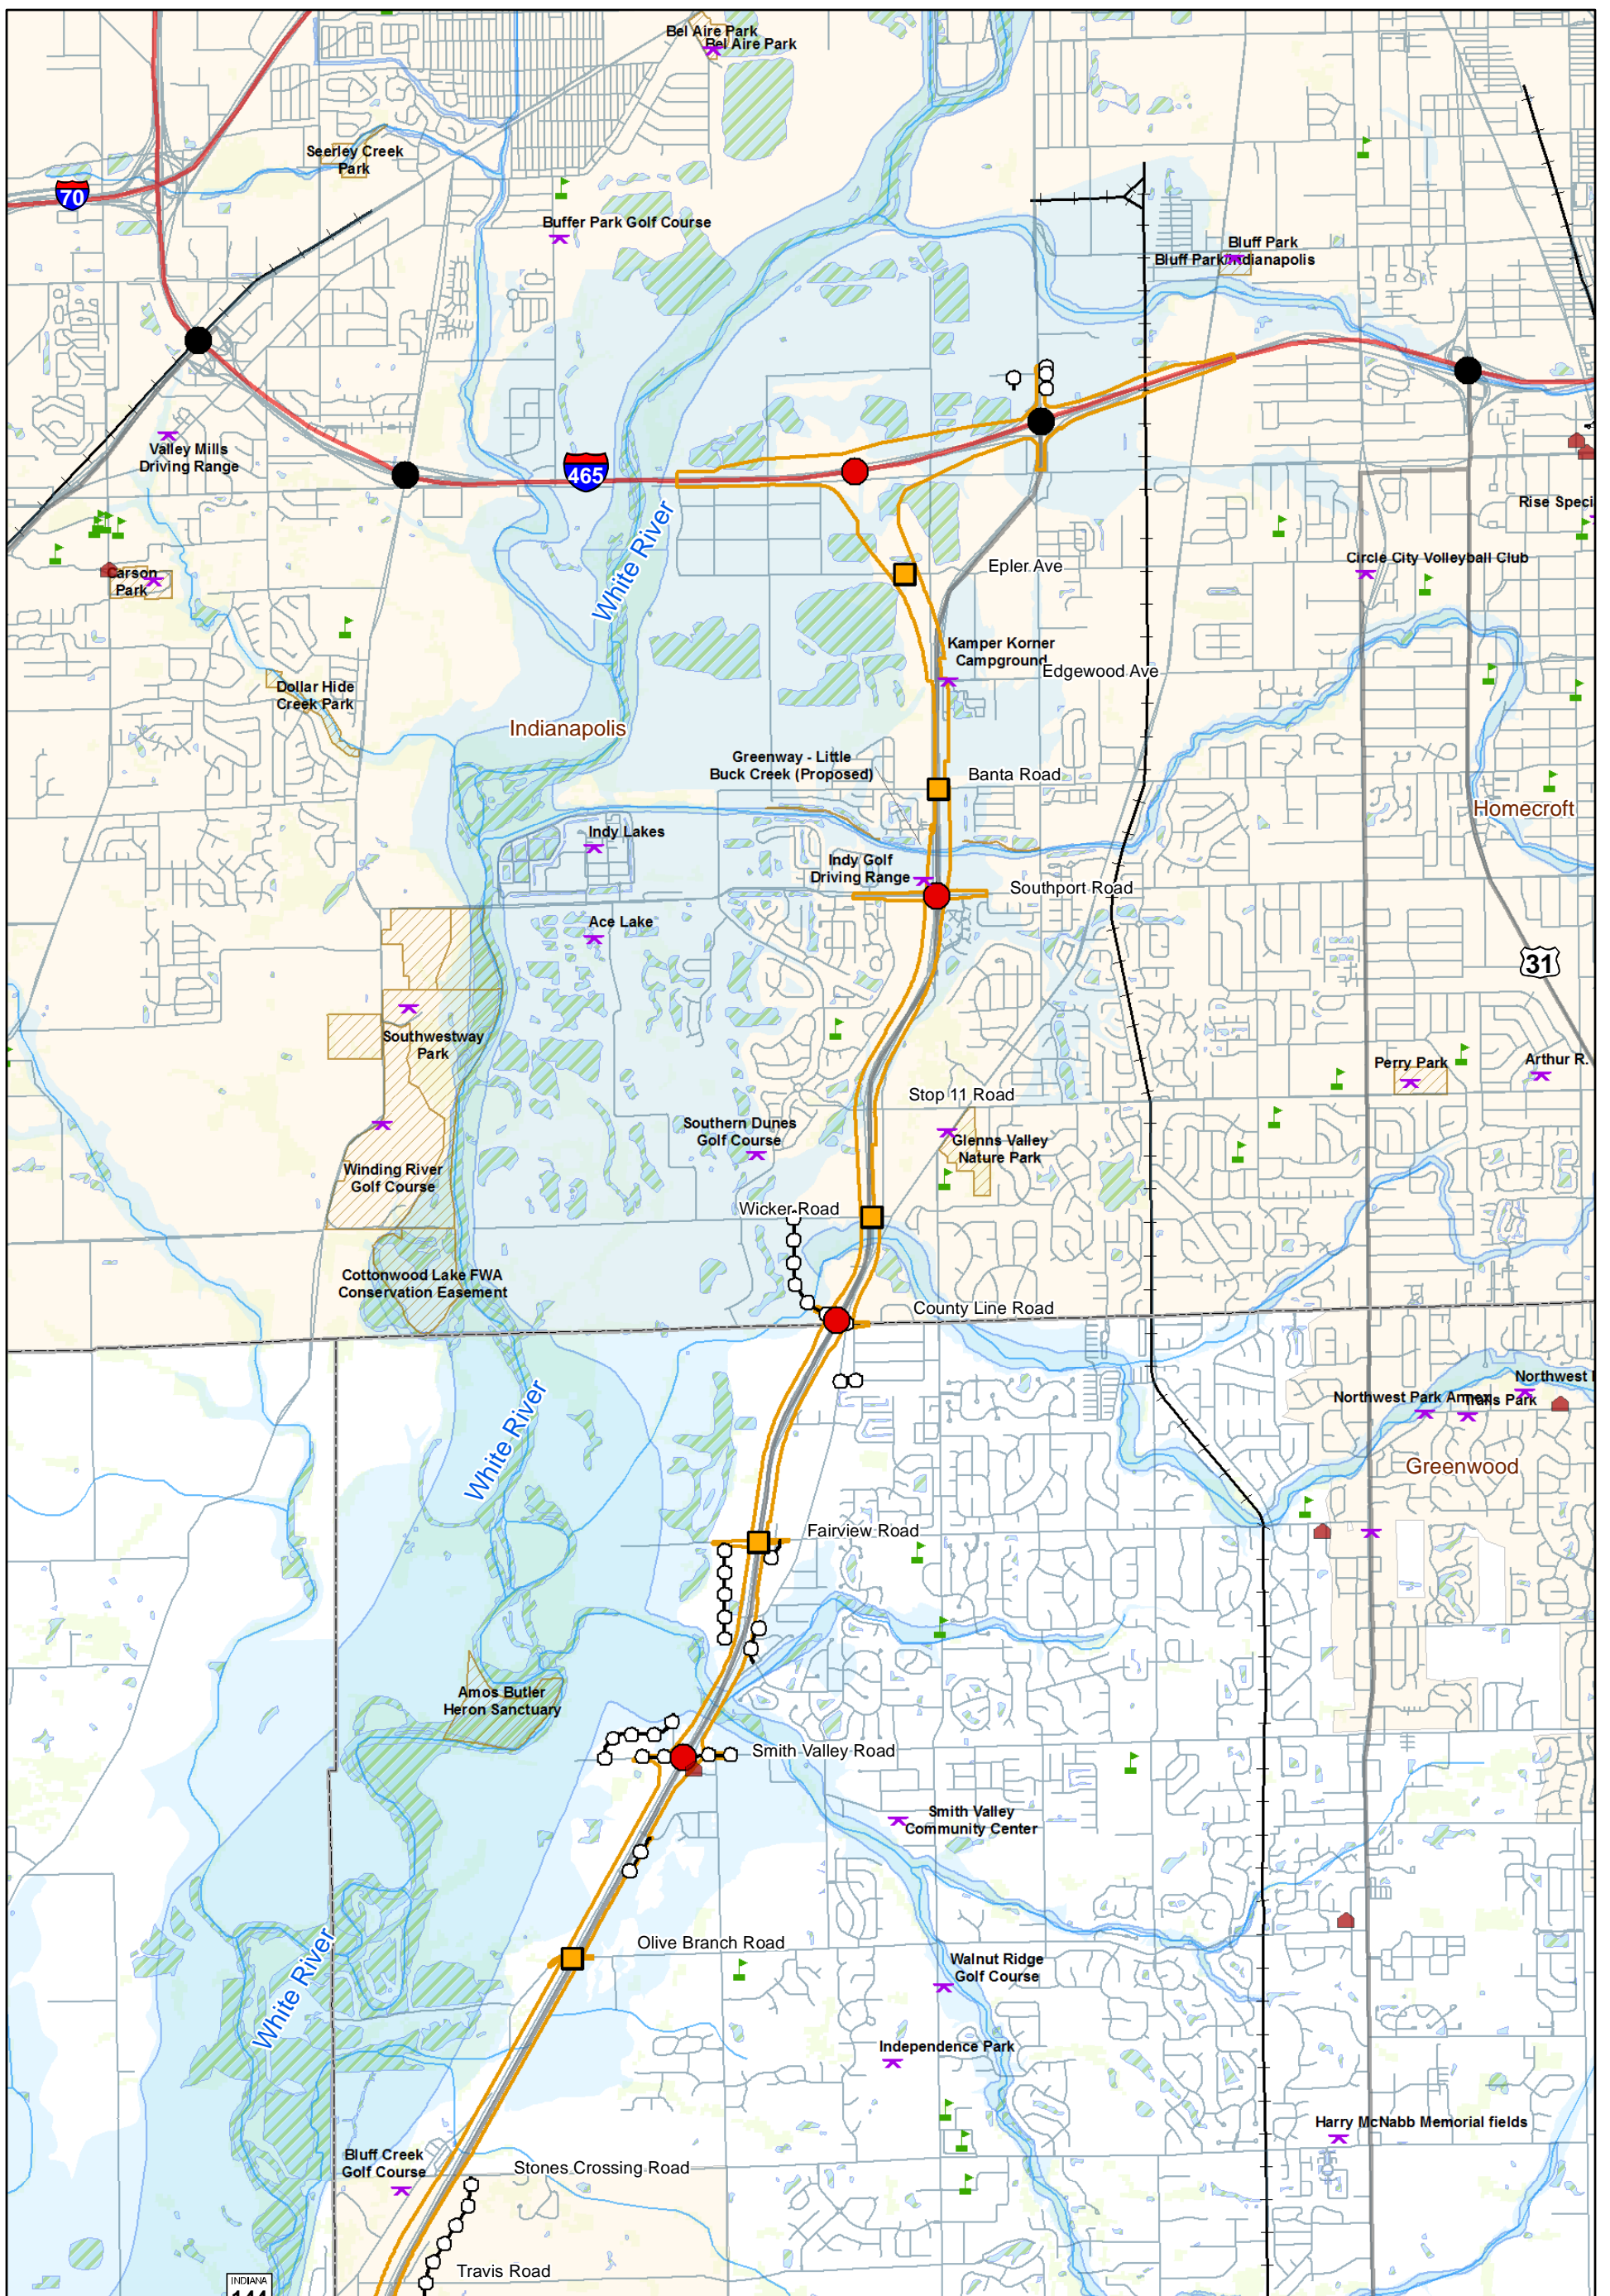 Bel Aire Park
Bel Aire Park
Seerley Creek
Park
70
Buffer Park Golf Course
Bluff Park
Bluff Park
Indianapolis
Valley Mills
Driving Range
465
White River
Rise Speci
Epler Ave
Circle City Volleyball Club
Carson
Park
Kamper Korner
Campground
Edgewood Ave
Dollar Hide
Creek Park
Indianapolis
Greenway - Little
Buck Creek (Proposed)
Banta Road
Homecroft
Indy Lakes
Indy Golf
Driving Range
Southport Road
Ace Lake
31
Southwestway
Park
Perry Park
Arthur R.
Stop 11 Road
Southern Dunes
Golf Course
Glenns Valley
Nature Park
Winding River
Golf Course
Wicker Road
Cottonwood Lake FWA
Conservation Easement
County Line Road
White River
Northwest
Northwest Park Annex
Trails Park
Greenwood
Fairview Road
Amos Butler
Heron Sanctuary
Smith Valley Road
Smith Valley
Community Center
Olive Branch Road
White River
Walnut Ridge
Golf Course
Independence Park
Harry McNabb Memorial fields
Bluff Creek
Golf Course
Stones Crossing Road
Travis Road
INDIANA
144